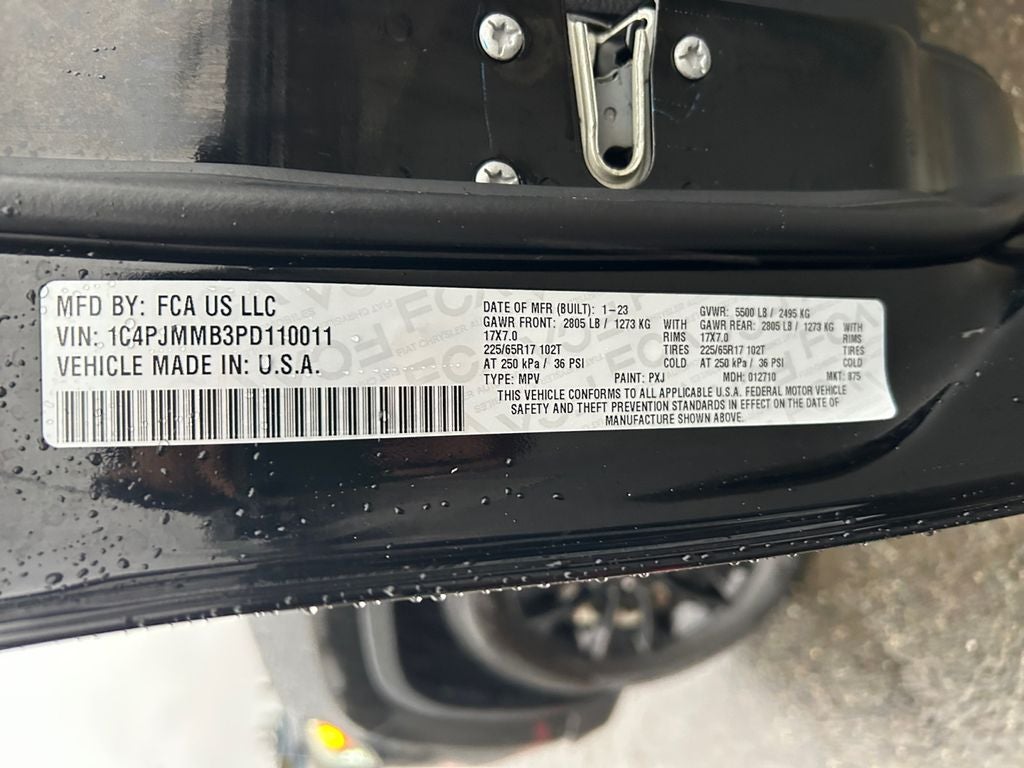 MFD BY: FCA US LLC
VIN: 1C4PJMMB3PD110011
VEHICLE MADE IN: U.S.A.
DATE OF MFR (BUILT): 1-23 GVWR: 5500 LB / 2495 KG
GAWR FRONT: 2805 LB / 1273 KG WITH GAWR REAR: 2805 LB / 1273 KG WITH
17X7.0 RIMS 17X7.0 RIMS
225/65R17 102T TIRES 225/65R17 102T TIRES
AT 250 kPa / 36 PSI COLD AT 250 kPa / 36 PSI COLD
TYPE: MPV PAINT: PXJ MDH: 012710 MKT: 875
THIS VEHICLE CONFORMS TO ALL APPLICABLE U.S.A. FEDERAL MOTOR VEHICLE
SAFETY AND THEFT PREVENTION STANDARDS IN EFFECT ON THE DATE OF
MANUFACTURE SHOWN ABOVE.